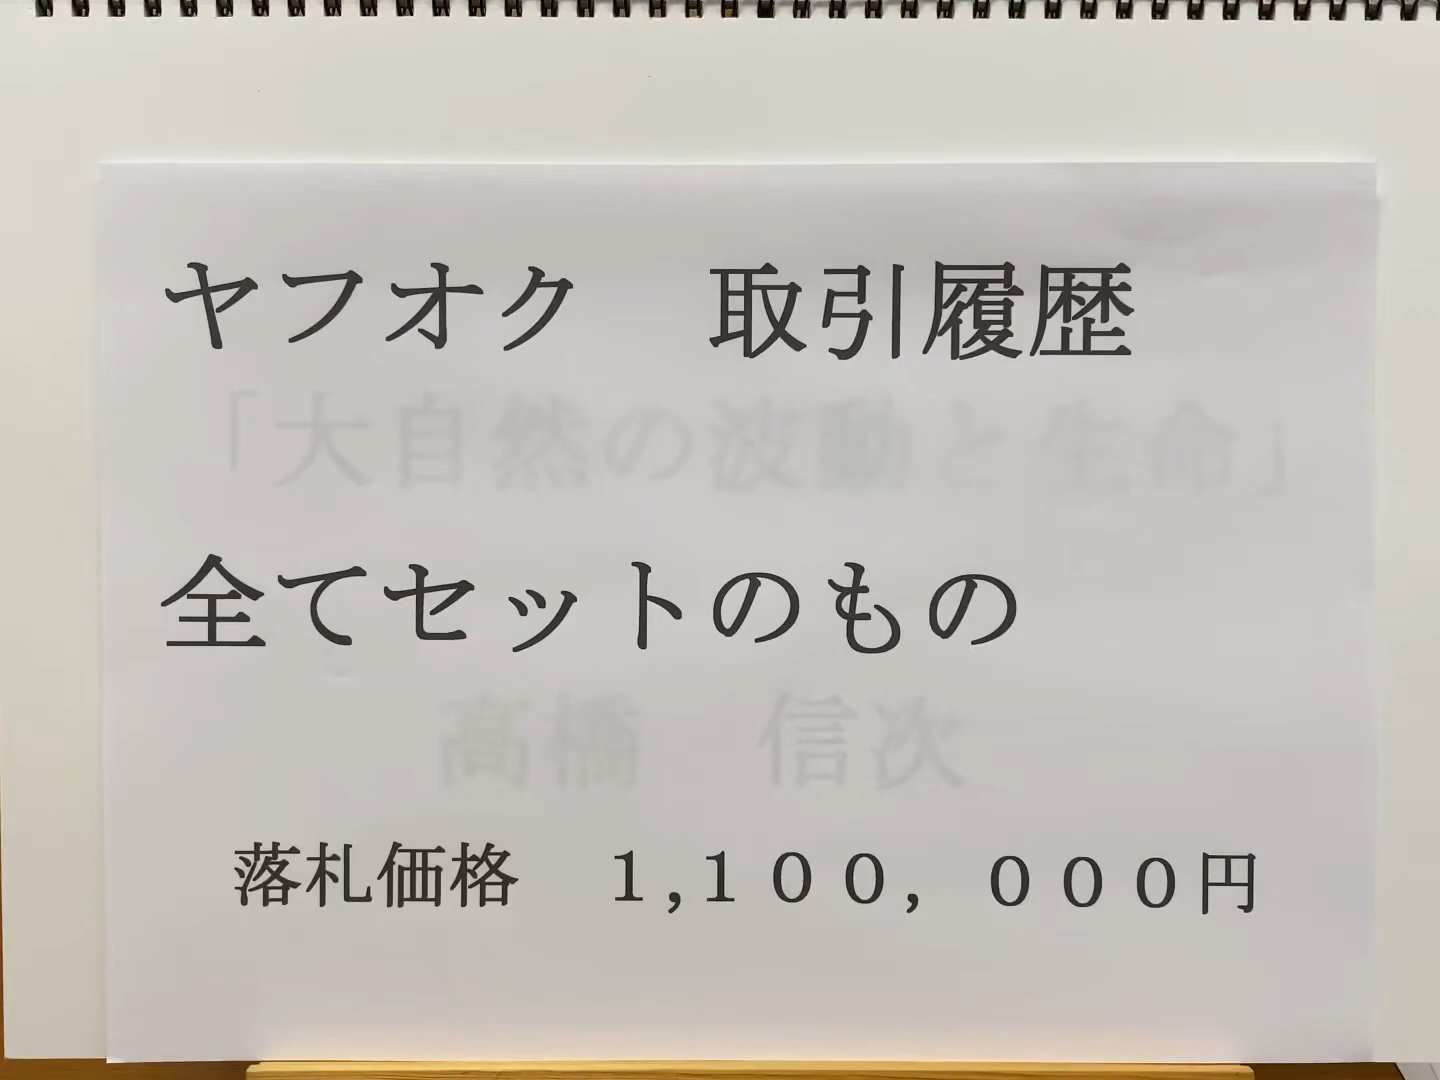 ヤフオク　取引履歴
「大自然の波動と生命」
全てセットのもの
高橋　信次
落札価格　１,１００，０００円